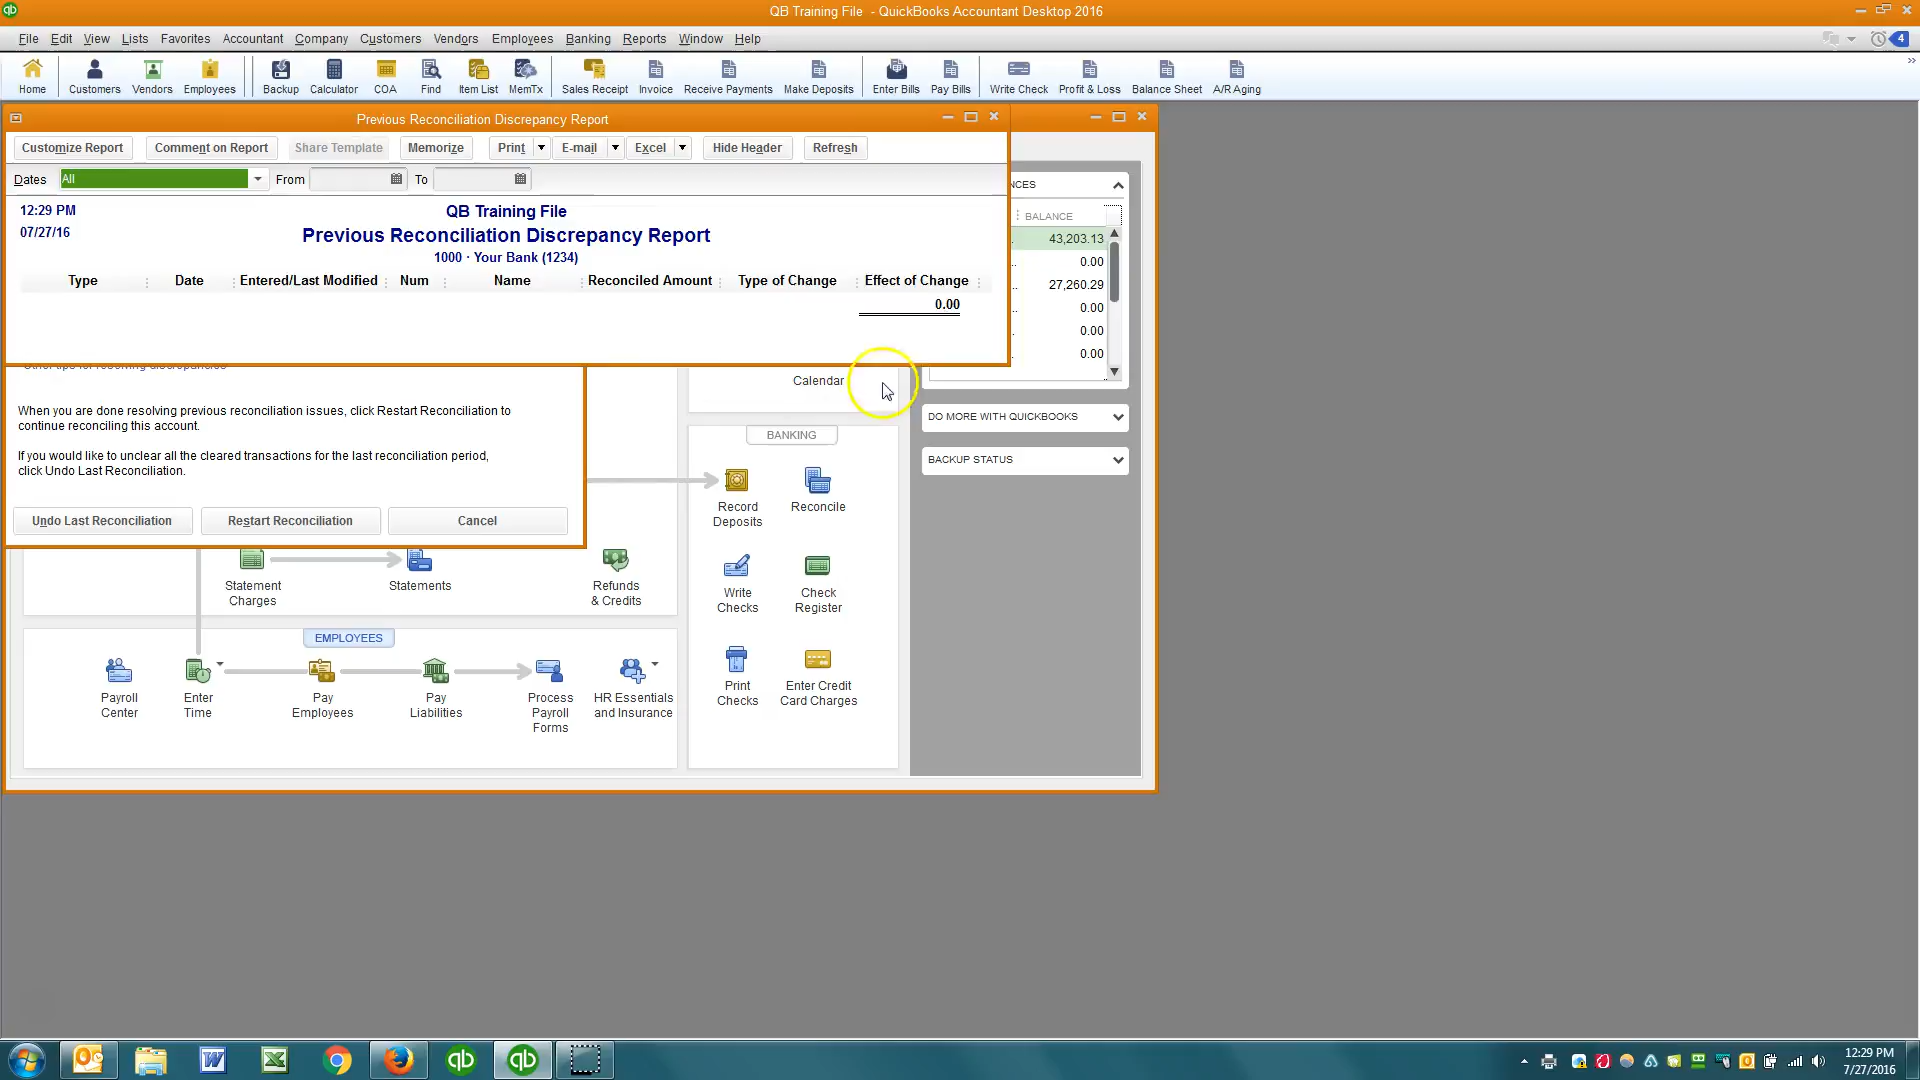 QB Training File - QuickBooks Accountant Desktop 2016
File Edit View Lists Favorites Accountant Company Customers Vendors Employees Banking Reports Window Help
4
Home Customers Vendors Employees Backup Calculator COA Find Item List MemTx Sales Receipt Invoice Receive Payments Make Deposits Enter Bills Pay Bills Write Check Profit & Loss Balance Sheet A/R Aging
Previous Reconciliation Discrepancy Report
Customize Report Comment on Report Share Template Memorize Print E-mail Excel Hide Header Refresh
Dates All From To
12:29 PM
07/27/16
QB Training File
Previous Reconciliation Discrepancy Report
1000 · Your Bank (1234)
Type Date Entered/Last Modified Num Name Reconciled Amount Type of Change Effect of Change
0.00
NCES
BALANCE
43,203.13
0.00
27,260.29
0.00
0.00
0.00
DO MORE WITH QUICKBOOKS
BACKUP STATUS
Other tips for resolving discrepancies
When you are done resolving previous reconciliation issues, click Restart Reconciliation to
continue reconciling this account.
If you would like to unclear all the cleared transactions for the last reconciliation period,
click Undo Last Reconciliation.
Undo Last Reconciliation Restart Reconciliation Cancel
Calendar
BANKING
Record
Deposits
Reconcile
Write
Checks
Check
Register
Print
Checks
Enter Credit
Card Charges
Statement
Charges
Statements
Refunds
& Credits
EMPLOYEES
Payroll
Center
Enter
Time
Pay
Employees
Pay
Liabilities
Process
Payroll
Forms
HR Essentials
and Insurance
12:29 PM
7/27/2016